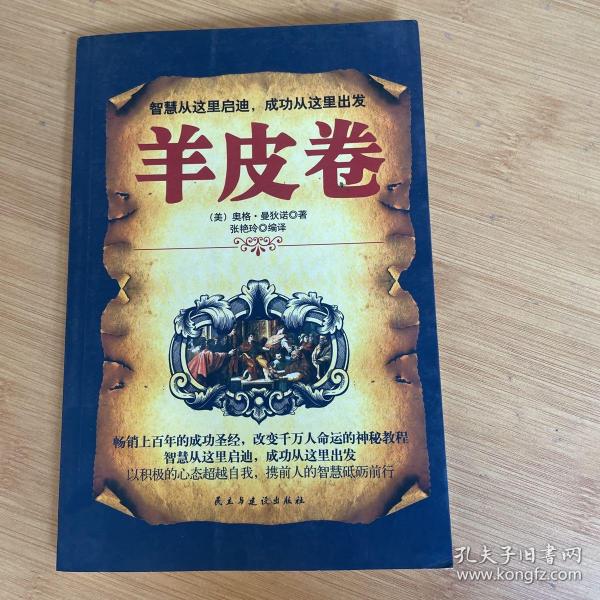 智慧从这里启迪，成功从这里出发
羊皮卷
（美）奥格·曼狄诺◎著
张艳玲◎编译
畅销上百年的成功圣经，改变千万人命运的神秘教程
智慧从这里启迪，成功从这里出发
以积极的心态超越自我，携前人的智慧砥砺前行
民主与建设出版社
孔夫子旧书网
www.kongfz.com